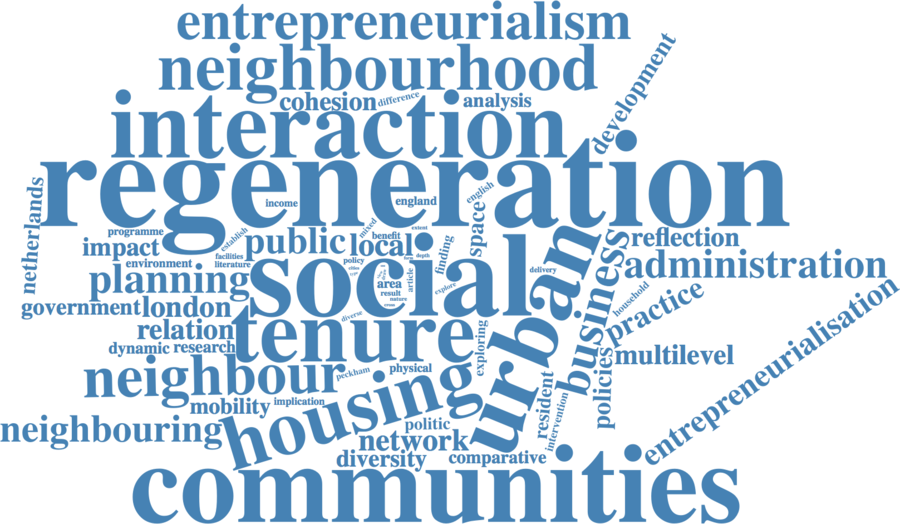 entrepreneurialism
neighbourhood
development
cohesion
difference
analysis
interaction
regeneration
netherlands
income
england
english
space
mixed
extent
programme
establish
public
benefit
local
finding
urban
business
reflection
impact
facilities
literature
environment
policy
depth
social
delivery
administration
planning
area
article
explore
result
nature
household
practice
government
london
diverse
entrepreneurialisation
relation
tenure
exploring
dynamic
research
multilevel
policies
neighbour
peckham
physical
housing
resident
intervention
mobility
implication
neighbouring
politic
network
diversity
comparative
communities